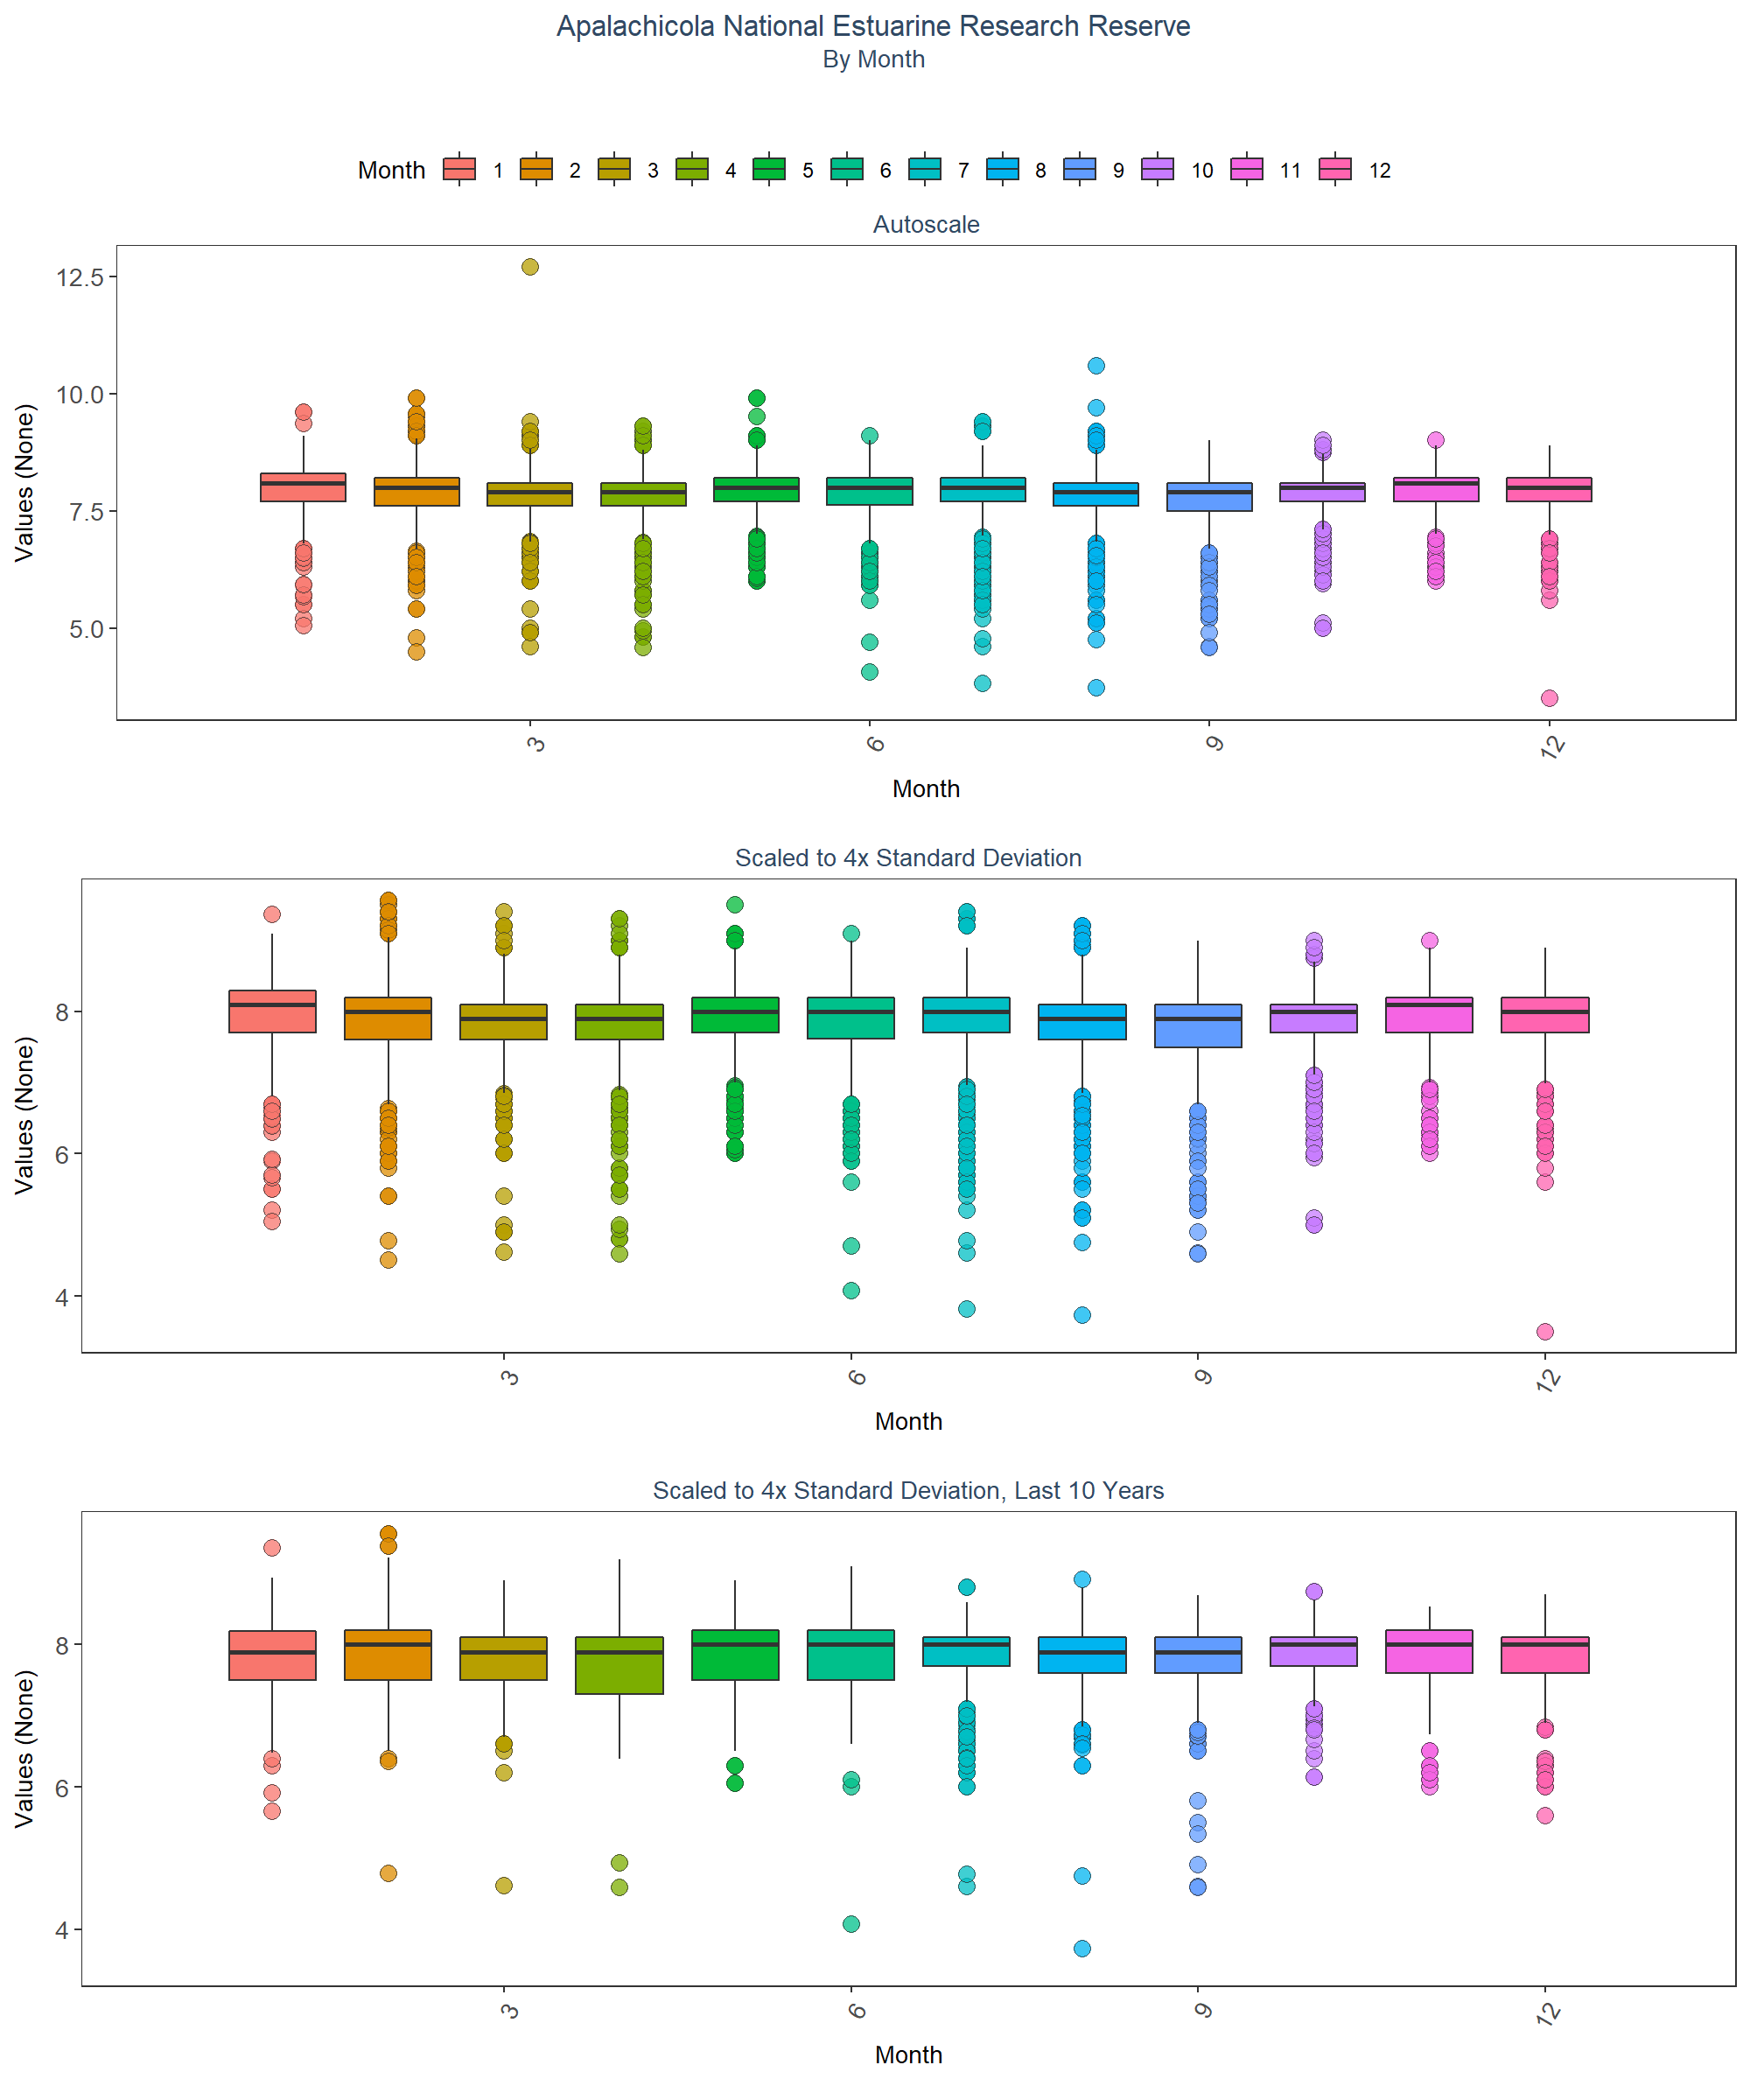 Apalachicola National Estuarine Research Reserve
By Month
Month 1 2 3 4 5 6 7 8 9 10 11 12
Autoscale
12.5
10.0
7.5
5.0
Values (None)
3 6 9 12
Month
Scaled to 4x Standard Deviation
8
6
4
Values (None)
3 6 9 12
Month
Scaled to 4x Standard Deviation, Last 10 Years
8
6
4
Values (None)
3 6 9 12
Month